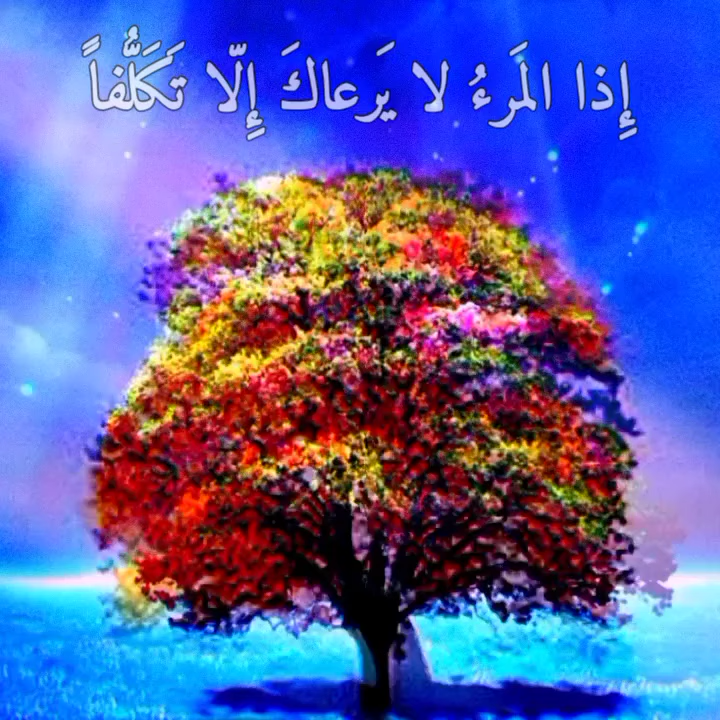 إِذا المَرءُ لا يَرعاكَ إِلّا تَكَلُّفاً